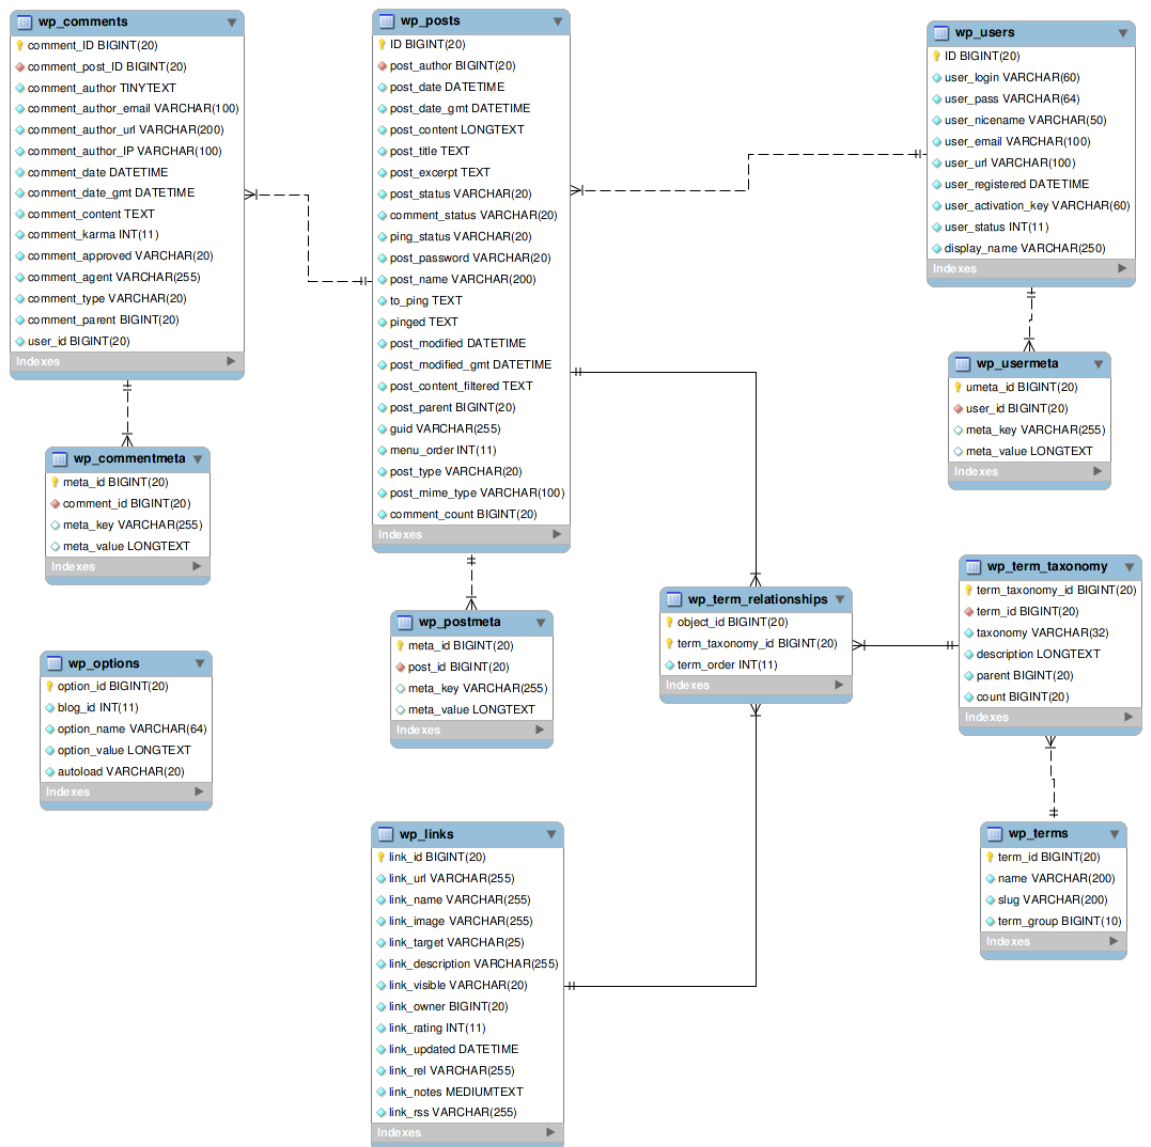 wp_comments
comment_ID BIGINT(20)
comment_post_ID BIGINT(20)
comment_author TINYTEXT
comment_author_email VARCHAR(100)
comment_author_url VARCHAR(200)
comment_author_IP VARCHAR(100)
comment_date DATETIME
comment_date_gmt DATETIME
comment_content TEXT
comment_karma INT(11)
comment_approved VARCHAR(20)
comment_agent VARCHAR(255)
comment_type VARCHAR(20)
comment_parent BIGINT(20)
user_id BIGINT(20)
Indexes
wp_posts
ID BIGINT(20)
post_author BIGINT(20)
post_date DATETIME
post_date_gmt DATETIME
post_content LONGTEXT
post_title TEXT
post_excerpt TEXT
post_status VARCHAR(20)
comment_status VARCHAR(20)
ping_status VARCHAR(20)
post_password VARCHAR(20)
post_name VARCHAR(200)
to_ping TEXT
pinged TEXT
post_modified DATETIME
post_modified_gmt DATETIME
post_content_filtered TEXT
post_parent BIGINT(20)
guid VARCHAR(255)
menu_order INT(11)
post_type VARCHAR(20)
post_mime_type VARCHAR(100)
comment_count BIGINT(20)
Indexes
wp_users
ID BIGINT(20)
user_login VARCHAR(60)
user_pass VARCHAR(64)
user_nicename VARCHAR(50)
user_email VARCHAR(100)
user_url VARCHAR(100)
user_registered DATETIME
user_activation_key VARCHAR(60)
user_status INT(11)
display_name VARCHAR(250)
Indexes
wp_usermeta
umeta_id BIGINT(20)
user_id BIGINT(20)
meta_key VARCHAR(255)
meta_value LONGTEXT
Indexes
wp_commentmeta
meta_id BIGINT(20)
comment_id BIGINT(20)
meta_key VARCHAR(255)
meta_value LONGTEXT
Indexes
wp_term_taxonomy
term_taxonomy_id BIGINT(20)
term_id BIGINT(20)
taxonomy VARCHAR(32)
description LONGTEXT
parent BIGINT(20)
count BIGINT(20)
Indexes
wp_term_relationships
object_id BIGINT(20)
term_taxonomy_id BIGINT(20)
term_order INT(11)
Indexes
wp_postmeta
meta_id BIGINT(20)
post_id BIGINT(20)
meta_key VARCHAR(255)
meta_value LONGTEXT
Indexes
wp_options
option_id BIGINT(20)
blog_id INT(11)
option_name VARCHAR(64)
option_value LONGTEXT
autoload VARCHAR(20)
Indexes
wp_links
link_id BIGINT(20)
link_url VARCHAR(255)
link_name VARCHAR(255)
link_image VARCHAR(255)
link_target VARCHAR(25)
link_description VARCHAR(255)
link_visible VARCHAR(20)
link_owner BIGINT(20)
link_rating INT(11)
link_updated DATETIME
link_rel VARCHAR(255)
link_notes MEDIUMTEXT
link_rss VARCHAR(255)
Indexes
wp_terms
term_id BIGINT(20)
name VARCHAR(200)
slug VARCHAR(200)
term_group BIGINT(10)
Indexes